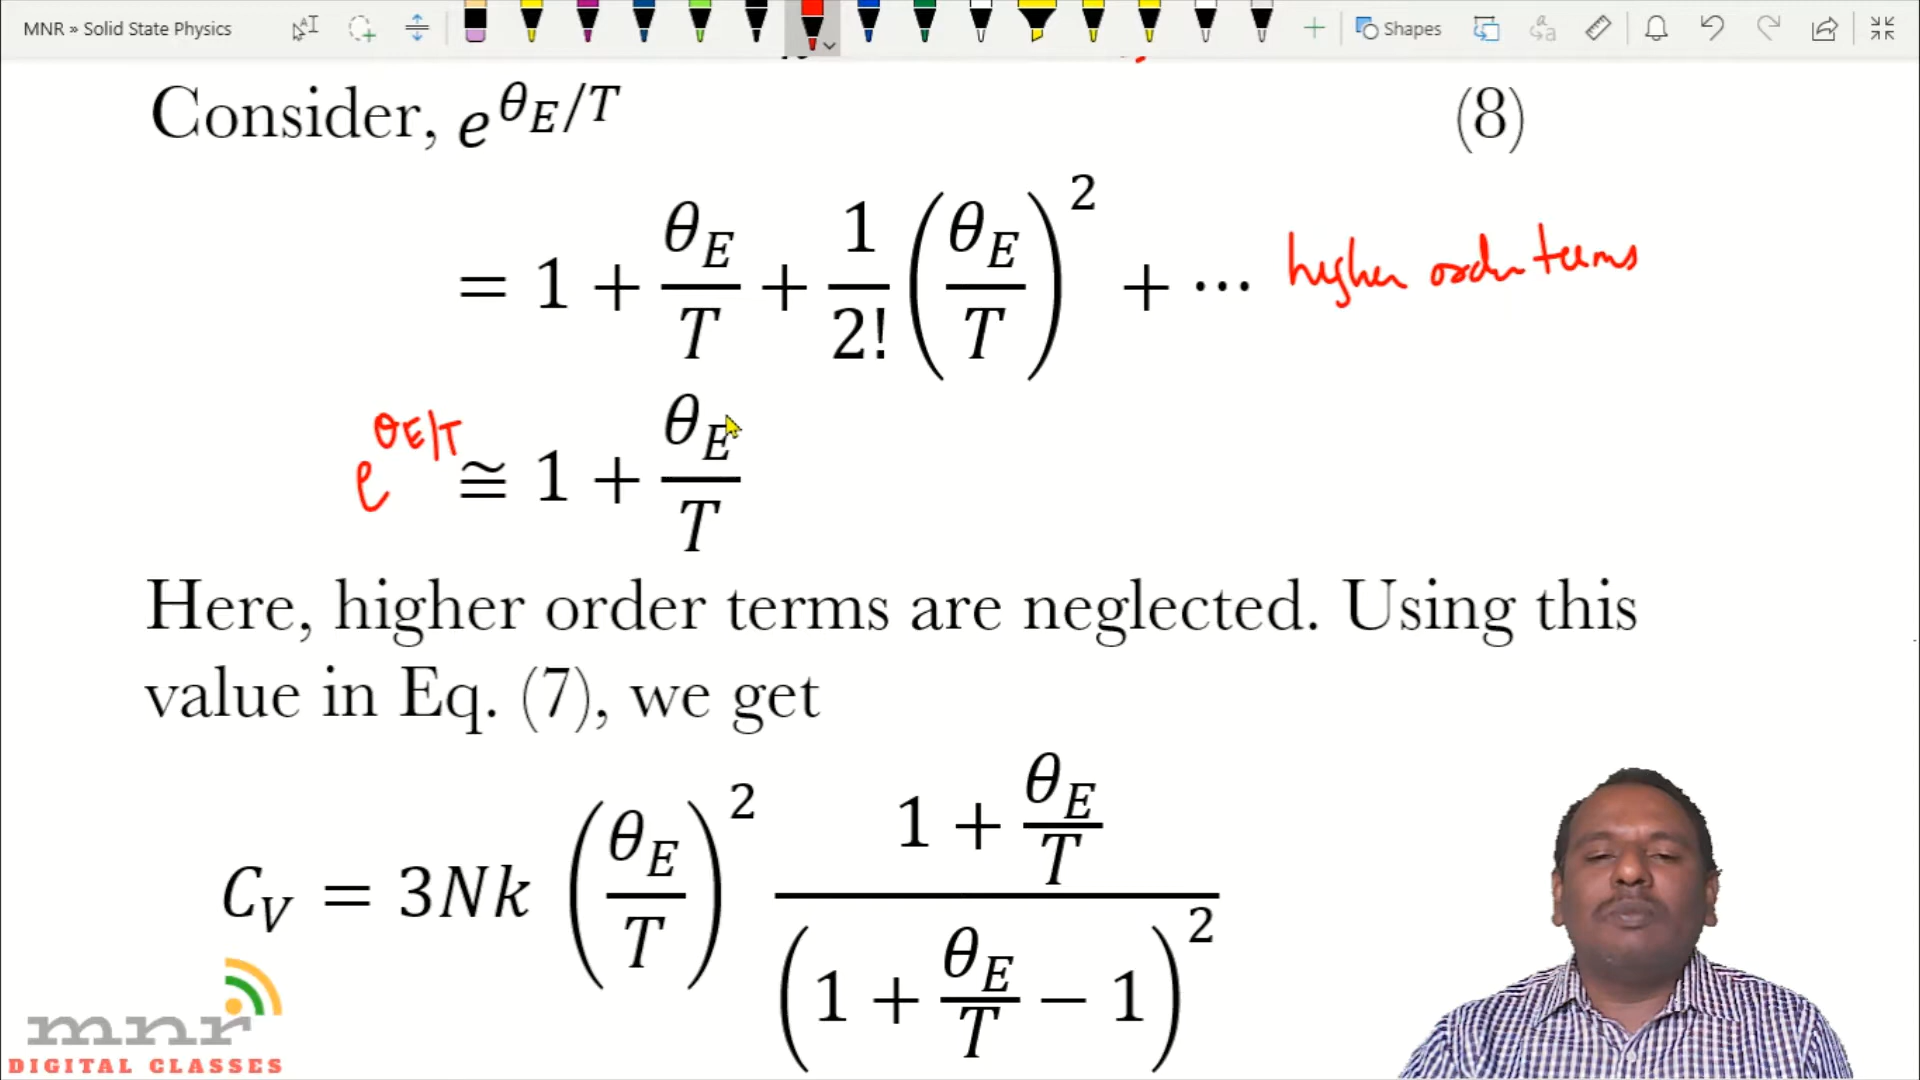 MNR » Solid State Physics
Shapes
Consider, e^{θ_E/T} (8)
= 1 + θ_E/T + 1/2! (θ_E/T)^2 + ⋯ higher order terms
e^{θE/T} ≅ 1 + θ_E/T
Here, higher order terms are neglected. Using this
value in Eq. (7), we get
C_V = 3Nk (θ_E/T)^2 (1 + θ_E/T)/(1 + θ_E/T − 1)^2
mnr
DIGITAL CLASSES